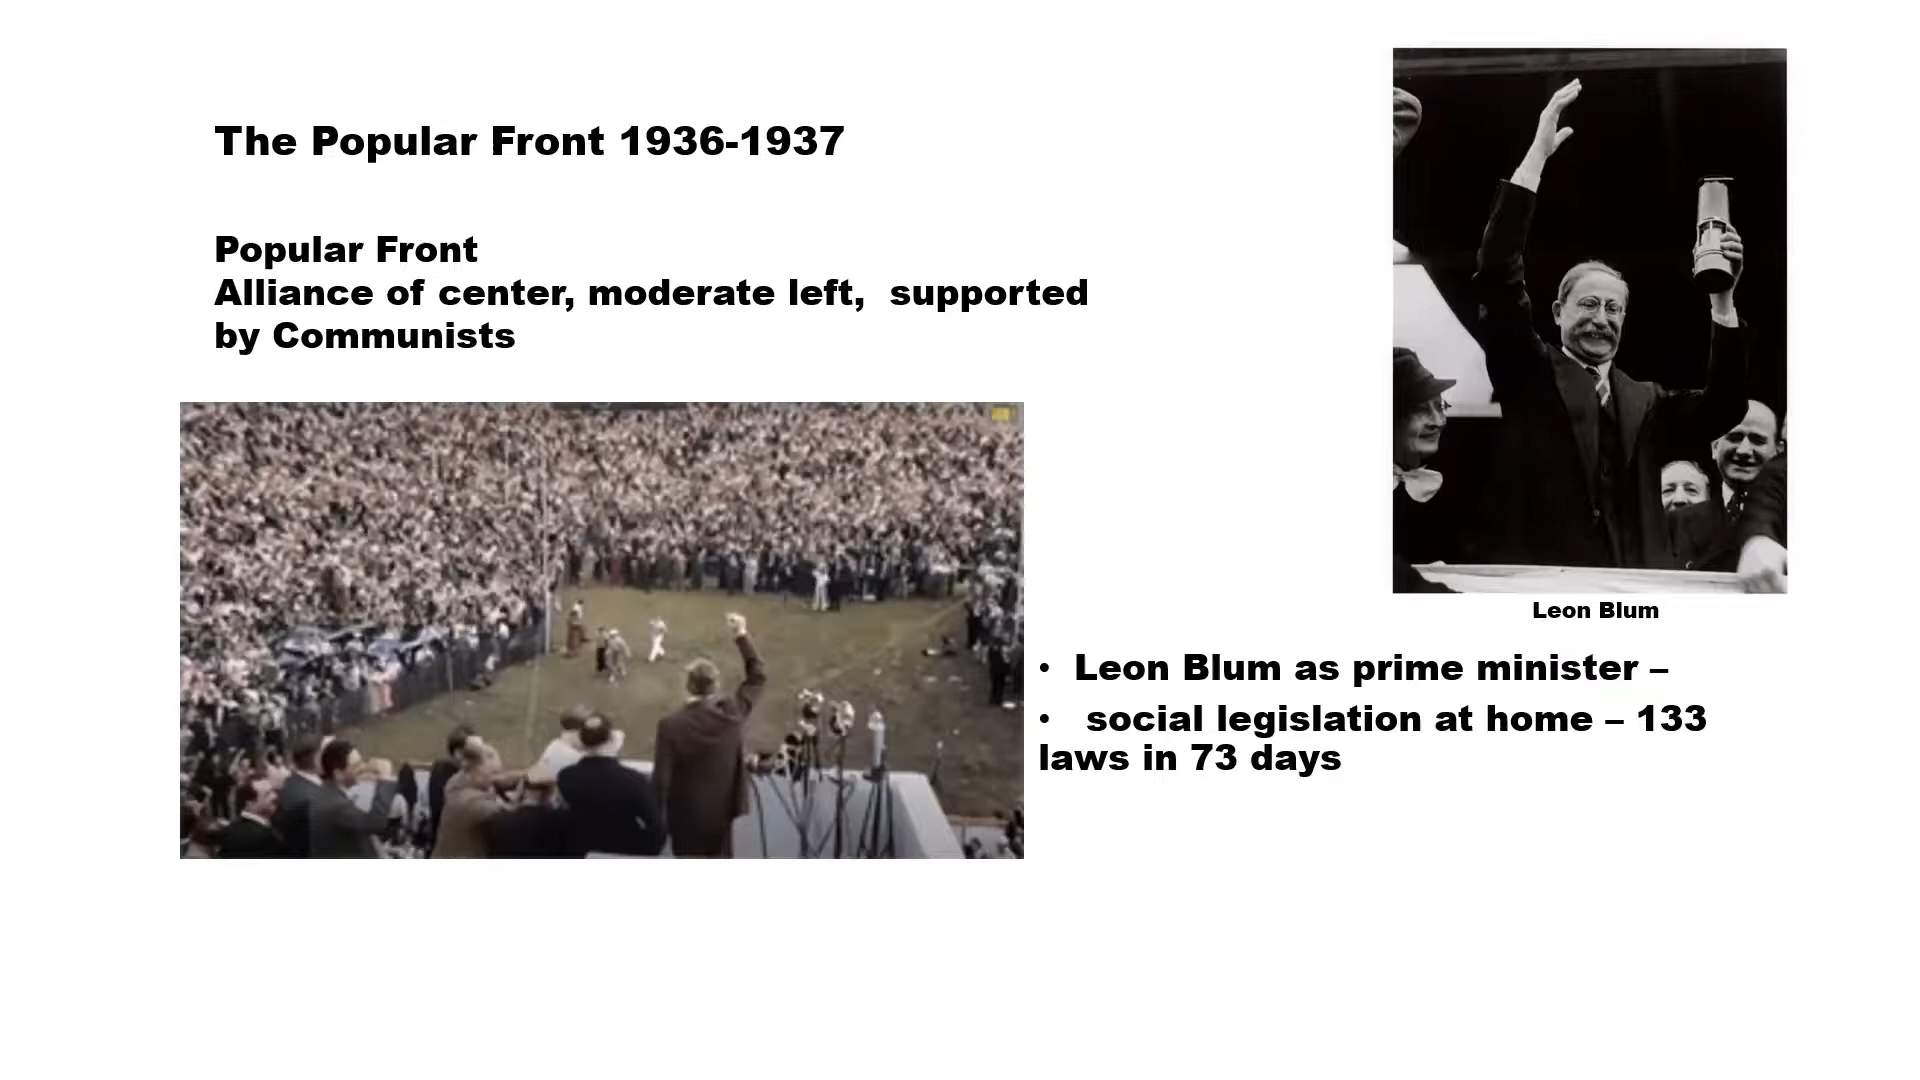 The Popular Front 1936-1937
Popular Front
Alliance of center, moderate left,  supported
by Communists
Leon Blum
• Leon Blum as prime minister –
•  social legislation at home – 133
laws in 73 days